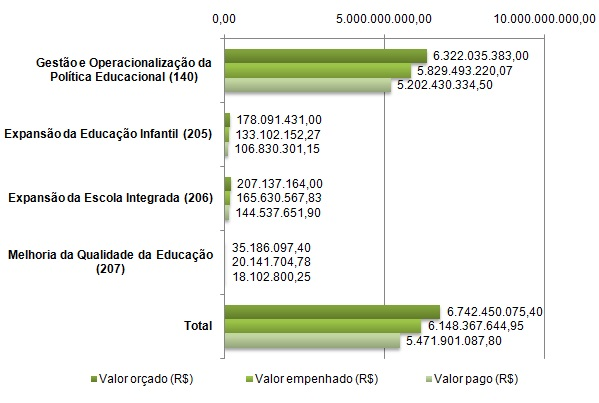 0,00 5.000.000.000,00 10.000.000.000,00
Gestão e Operacionalização da
Política Educacional (140)
6.322.035.383,00
5.829.493.220,07
5.202.430.334,50
Expansão da Educação Infantil (205)
178.091.431,00
133.102.152,27
106.830.301,15
Expansão da Escola Integrada (206)
207.137.164,00
165.630.567,83
144.537.651,90
Melhoria da Qualidade da Educação
(207)
35.186.097,40
20.141.704,78
18.102.800,25
Total
6.742.450.075,40
6.148.367.644,95
5.471.901.087,80
Valor orçado (R$) Valor empenhado (R$) Valor pago (R$)